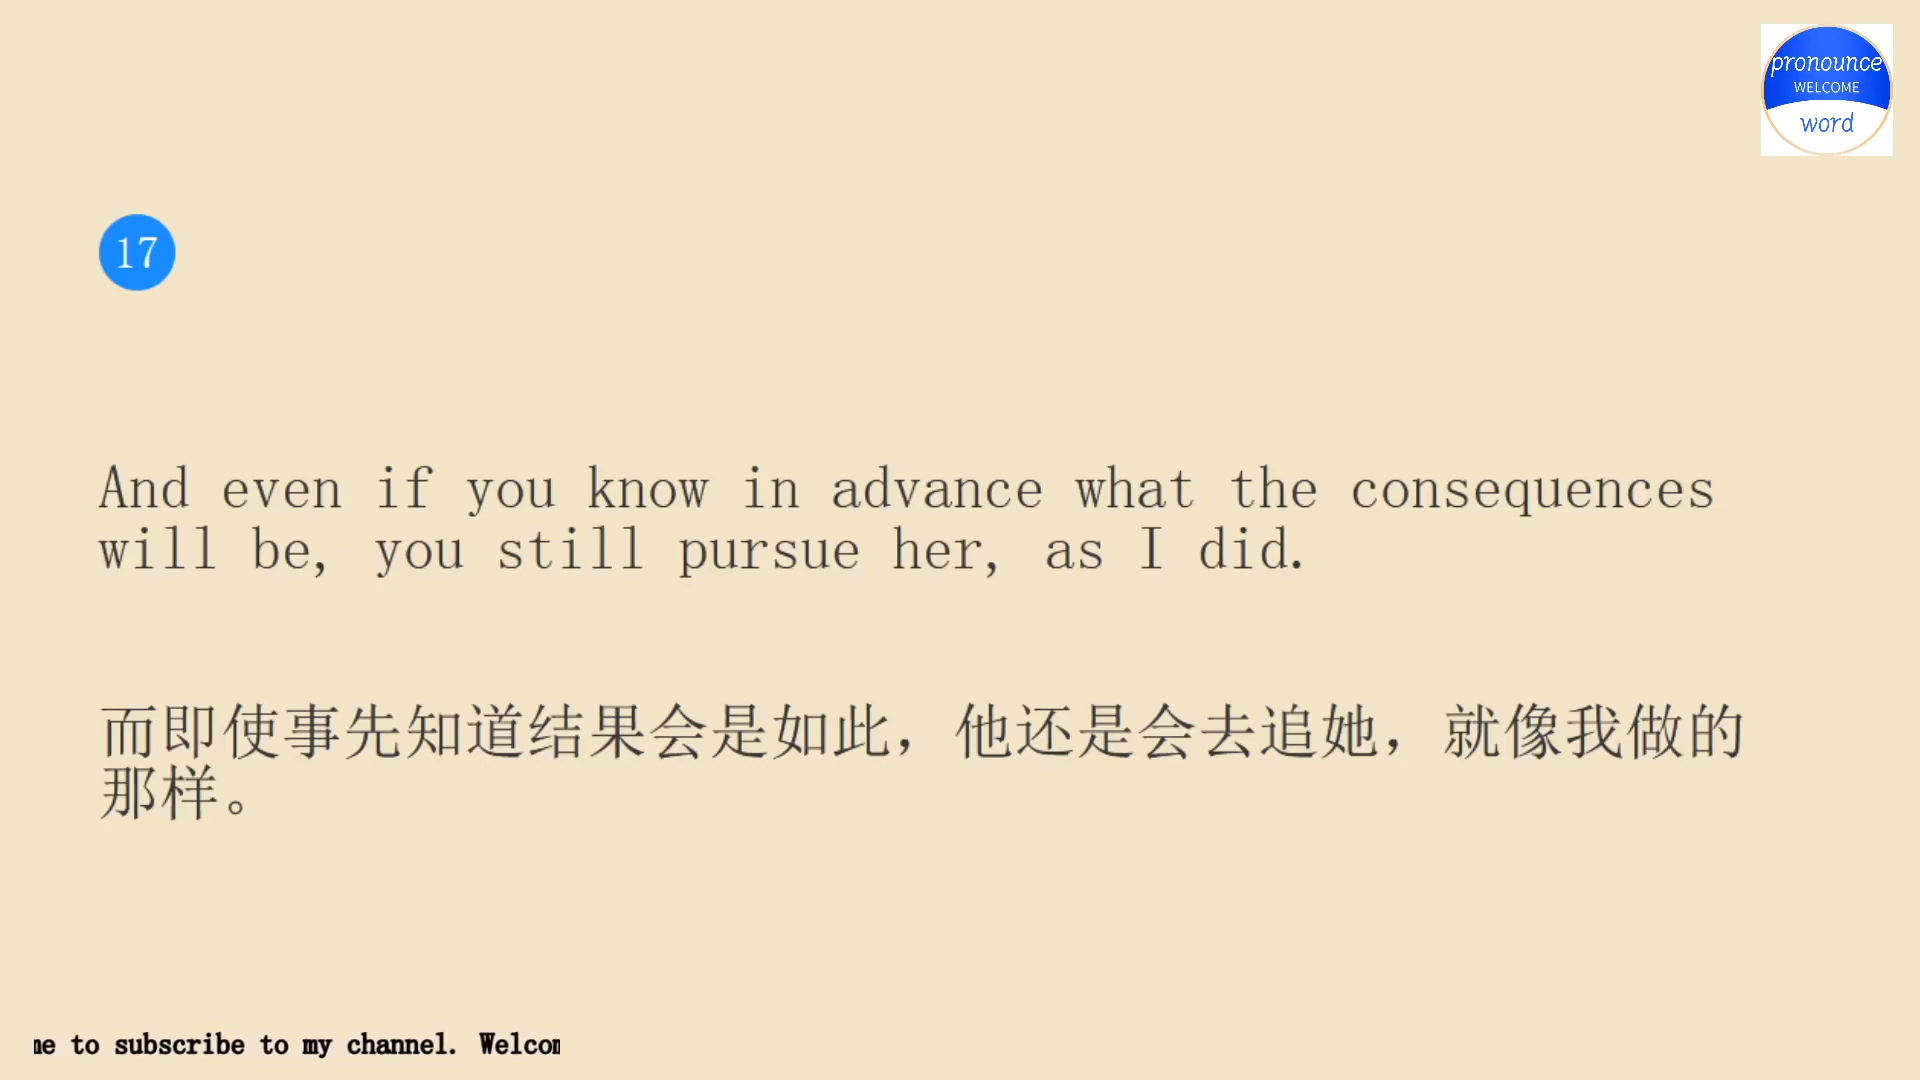 pronounce
WELCOME
word
17
And even if you know in advance what the consequences
will be, you still pursue her, as I did.
而即使事先知道结果会是如此，他还是会去追她，就像我做的
那样。
me to subscribe to my channel. Welcom